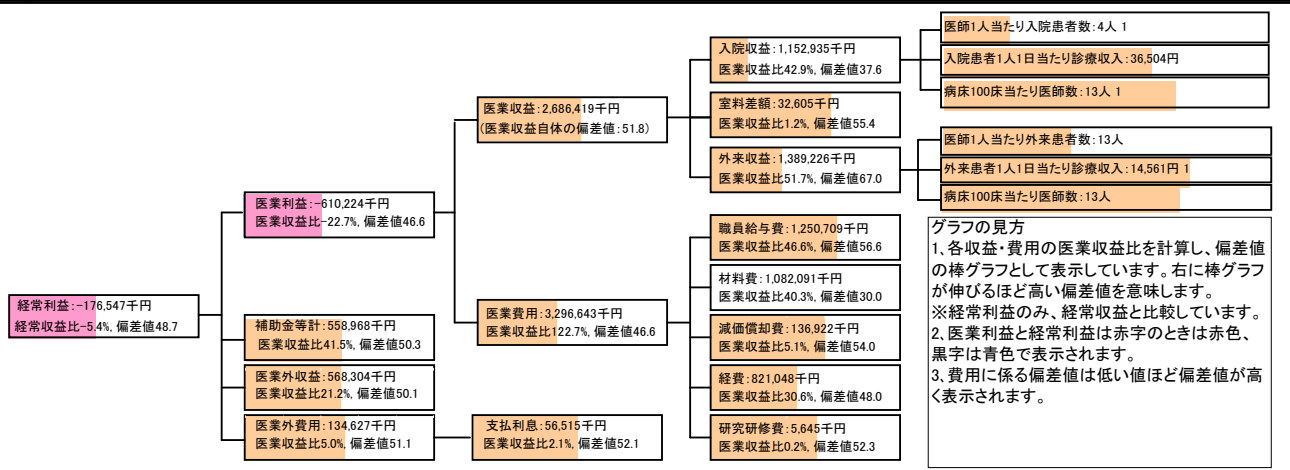 経常利益:-176,547千円
経常収益比-5.4%, 偏差値48.7
医業利益:-610,224千円
医業収益比-22.7%, 偏差値46.6
補助金等計:558,968千円
医業収益比41.5%, 偏差値50.3
医業外収益:568,304千円
医業収益比21.2%, 偏差値50.1
医業外費用:134,627千円
医業収益比5.0%, 偏差値51.1
医業収益:2,686,419千円
(医業収益自体の偏差値:51.8)
医業費用:3,296,643千円
医業収益比122.7%, 偏差値46.6
支払利息:56,515千円
医業収益比2.1%, 偏差値52.1
入院収益:1,152,935千円
医業収益比42.9%, 偏差値37.6
室料差額:32,605千円
医業収益比1.2%, 偏差値55.4
外来収益:1,389,226千円
医業収益比51.7%, 偏差値67.0
職員給与費:1,250,709千円
医業収益比46.6%, 偏差値56.6
材料費:1,082,091千円
医業収益比40.3%, 偏差値30.0
減価償却費:136,922千円
医業収益比5.1%, 偏差値54.0
経費:821,048千円
医業収益比30.6%, 偏差値48.0
研究研修費:5,645千円
医業収益比0.2%, 偏差値52.3
医師1人当たり入院患者数:4人 1
入院患者1人1日当たり診療収入:36,504円
病床100床当たり医師数:13人 1
医師1人当たり外来患者数:13人
外来患者1人1日当たり診療収入:14,561円 1
病床100床当たり医師数:13人
グラフの見方
1、各収益・費用の医業収益比を計算し、偏差値
の棒グラフとして表示しています。右に棒グラフ
が伸びるほど高い偏差値を意味します。
※経常利益のみ、経常収益と比較しています。
2、医業利益と経常利益は赤字のときは赤色、
黒字は青色で表示されます。
3、費用に係る偏差値は低い値ほど偏差値が高
く表示されます。